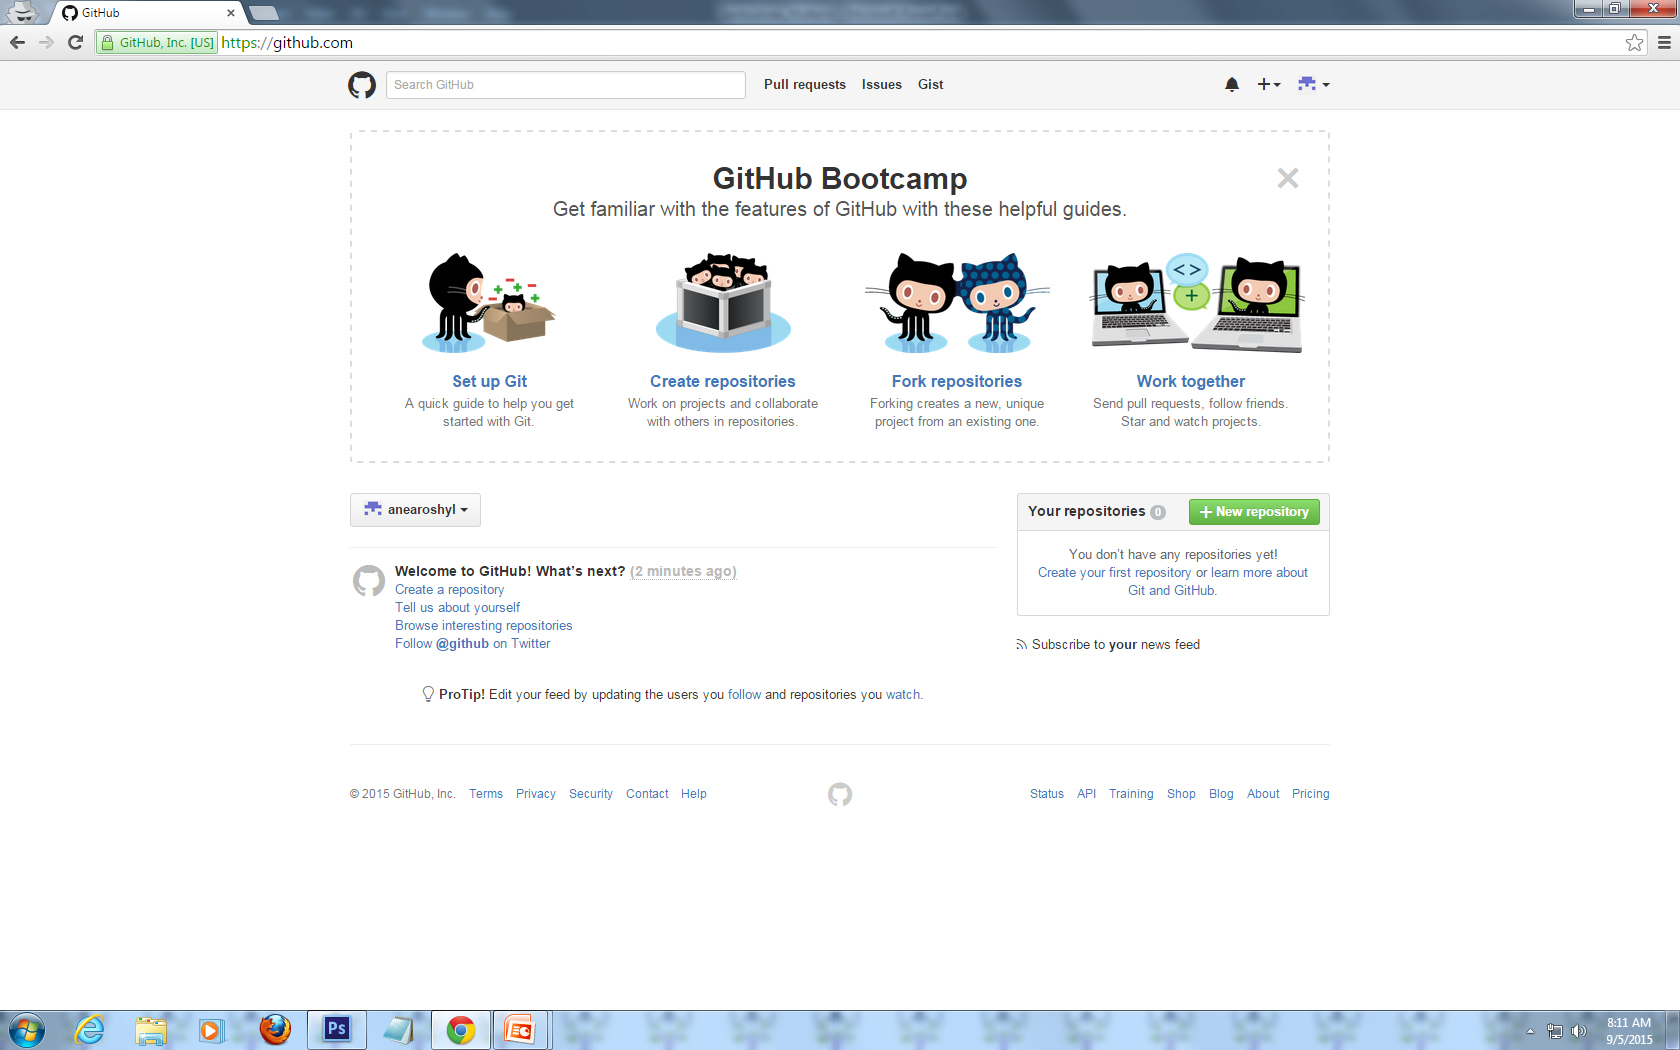 GitHub
GitHub, Inc. [US] https://github.com
Search GitHub
Pull requests Issues Gist
GitHub Bootcamp
Get familiar with the features of GitHub with these helpful guides.
Set up Git
A quick guide to help you get
started with Git.
Create repositories
Work on projects and collaborate
with others in repositories.
Fork repositories
Forking creates a new, unique
project from an existing one.
Work together
Send pull requests, follow friends.
Star and watch projects.
anearoshyl
Welcome to GitHub! What's next? (2 minutes ago)
Create a repository
Tell us about yourself
Browse interesting repositories
Follow @github on Twitter
ProTip! Edit your feed by updating the users you follow and repositories you watch.
Your repositories 0
New repository
You don't have any repositories yet!
Create your first repository or learn more about
Git and GitHub.
Subscribe to your news feed
© 2015 GitHub, Inc. Terms Privacy Security Contact Help
Status API Training Shop Blog About Pricing
Ps
8:11 AM
9/5/2015